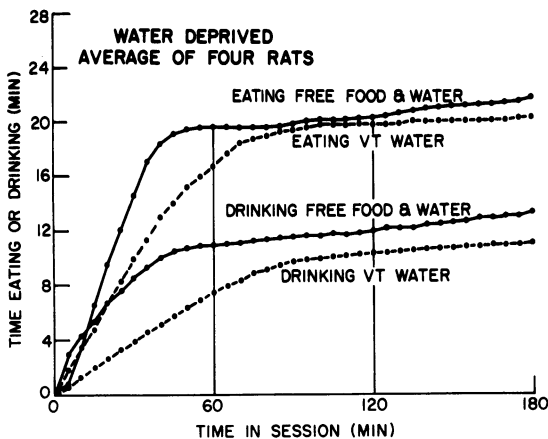 WATER DEPRIVED
AVERAGE OF FOUR RATS
EATING FREE FOOD & WATER
EATING VT WATER
DRINKING FREE FOOD & WATER
DRINKING VT WATER
TIME EATING OR DRINKING (MIN)
28
24
20
16
12
8
4
0
0
60
120
180
TIME IN SESSION (MIN)